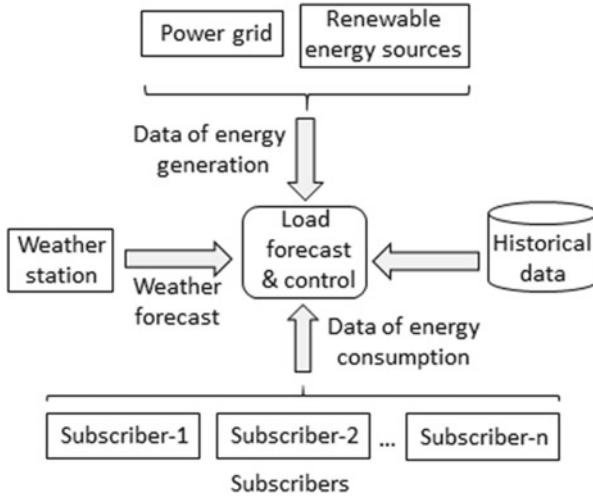 Power grid
Renewable
energy sources
Data of energy
generation
Weather
station
Weather
forecast
Load
forecast
& control
Historical
data
Data of energy
consumption
Subscriber-1
Subscriber-2
...
Subscriber-n
Subscribers